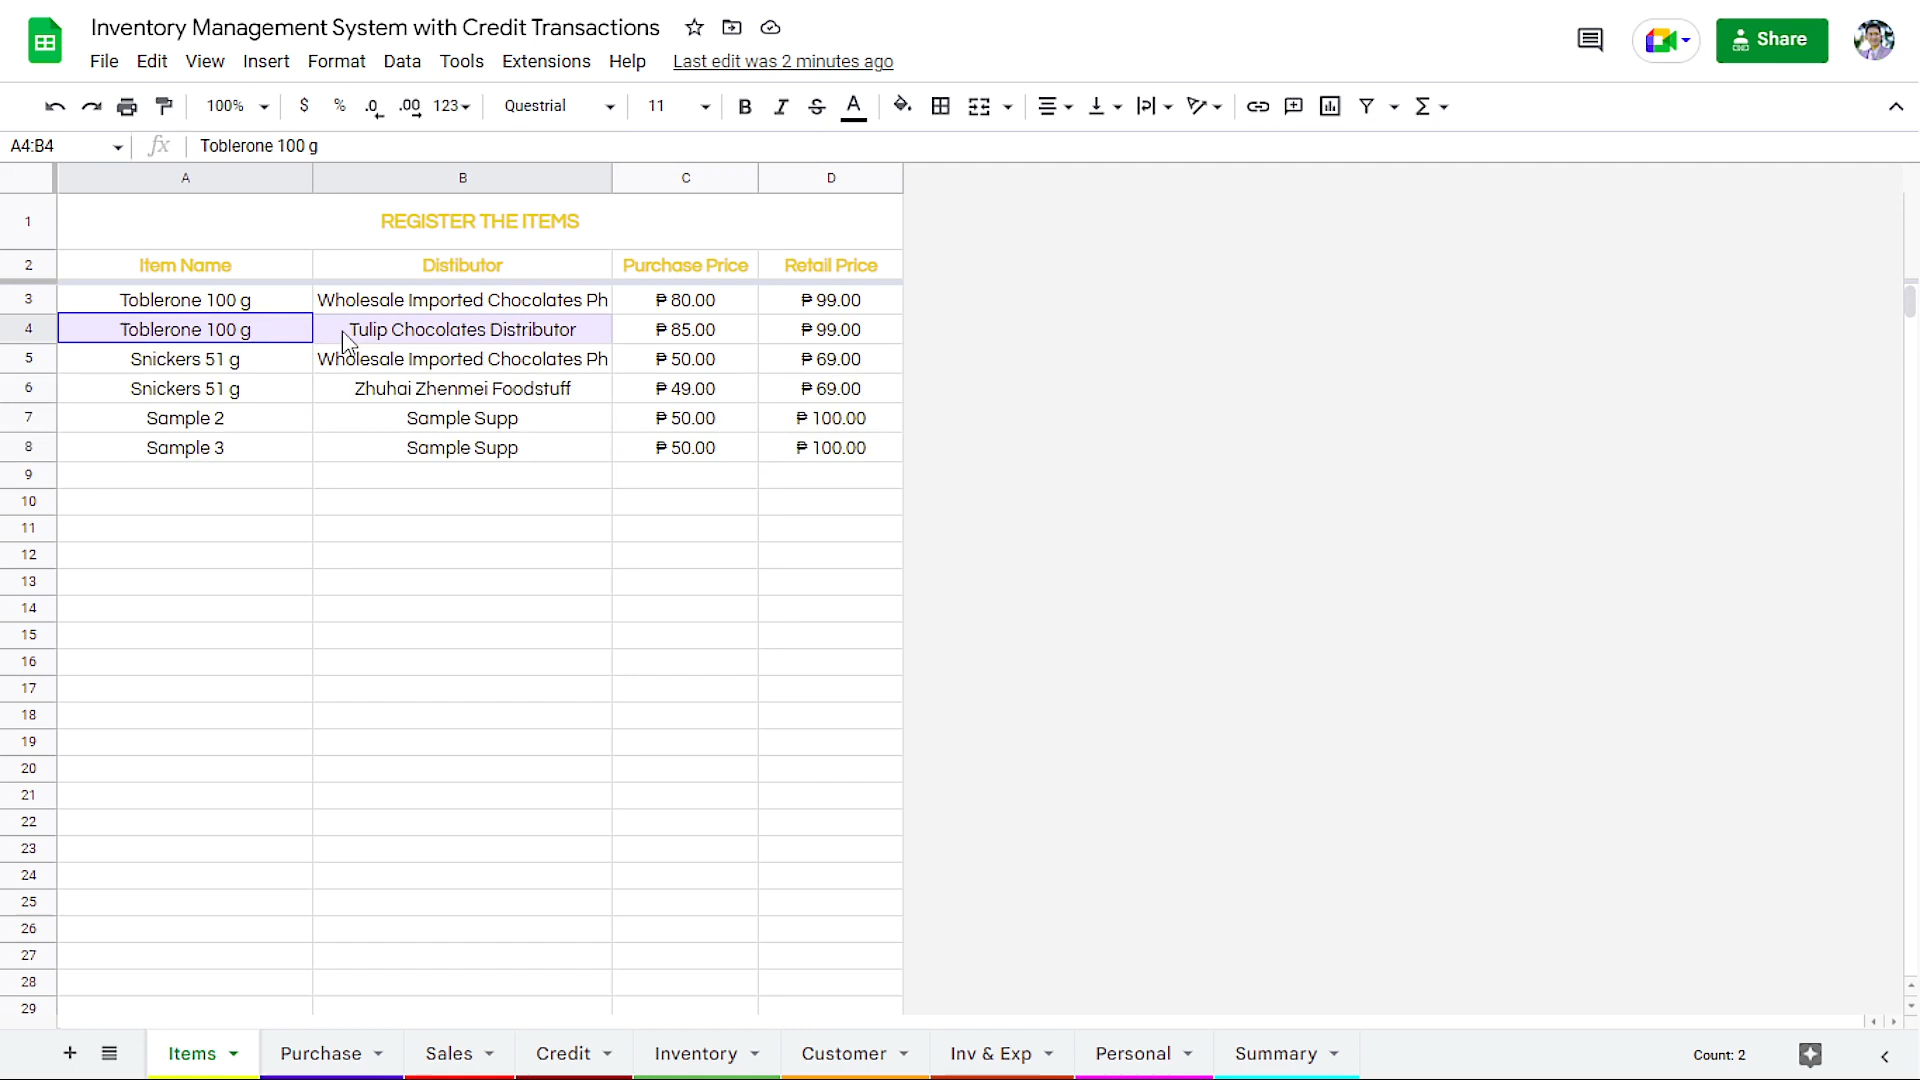 Inventory Management System with Credit Transactions
File Edit View Insert Format Data Tools Extensions Help Last edit was 2 minutes ago
Share
100% $ % .0 .00 123 Questrial 11 B I S A
A4:B4 fx Toblerone 100 g
A B C D
1 REGISTER THE ITEMS
2 Item Name Distibutor Purchase Price Retail Price
3 Toblerone 100 g Wholesale Imported Chocolates Ph ₱ 80.00 ₱ 99.00
4 Toblerone 100 g Tulip Chocolates Distributor ₱ 85.00 ₱ 99.00
5 Snickers 51 g Wholesale Imported Chocolates Ph ₱ 50.00 ₱ 69.00
6 Snickers 51 g Zhuhai Zhenmei Foodstuff ₱ 49.00 ₱ 69.00
7 Sample 2 Sample Supp ₱ 50.00 ₱ 100.00
8 Sample 3 Sample Supp ₱ 50.00 ₱ 100.00
9
10
11
12
13
14
15
16
17
18
19
20
21
22
23
24
25
26
27
28
29
Items Purchase Sales Credit Inventory Customer Inv & Exp Personal Summary Count: 2